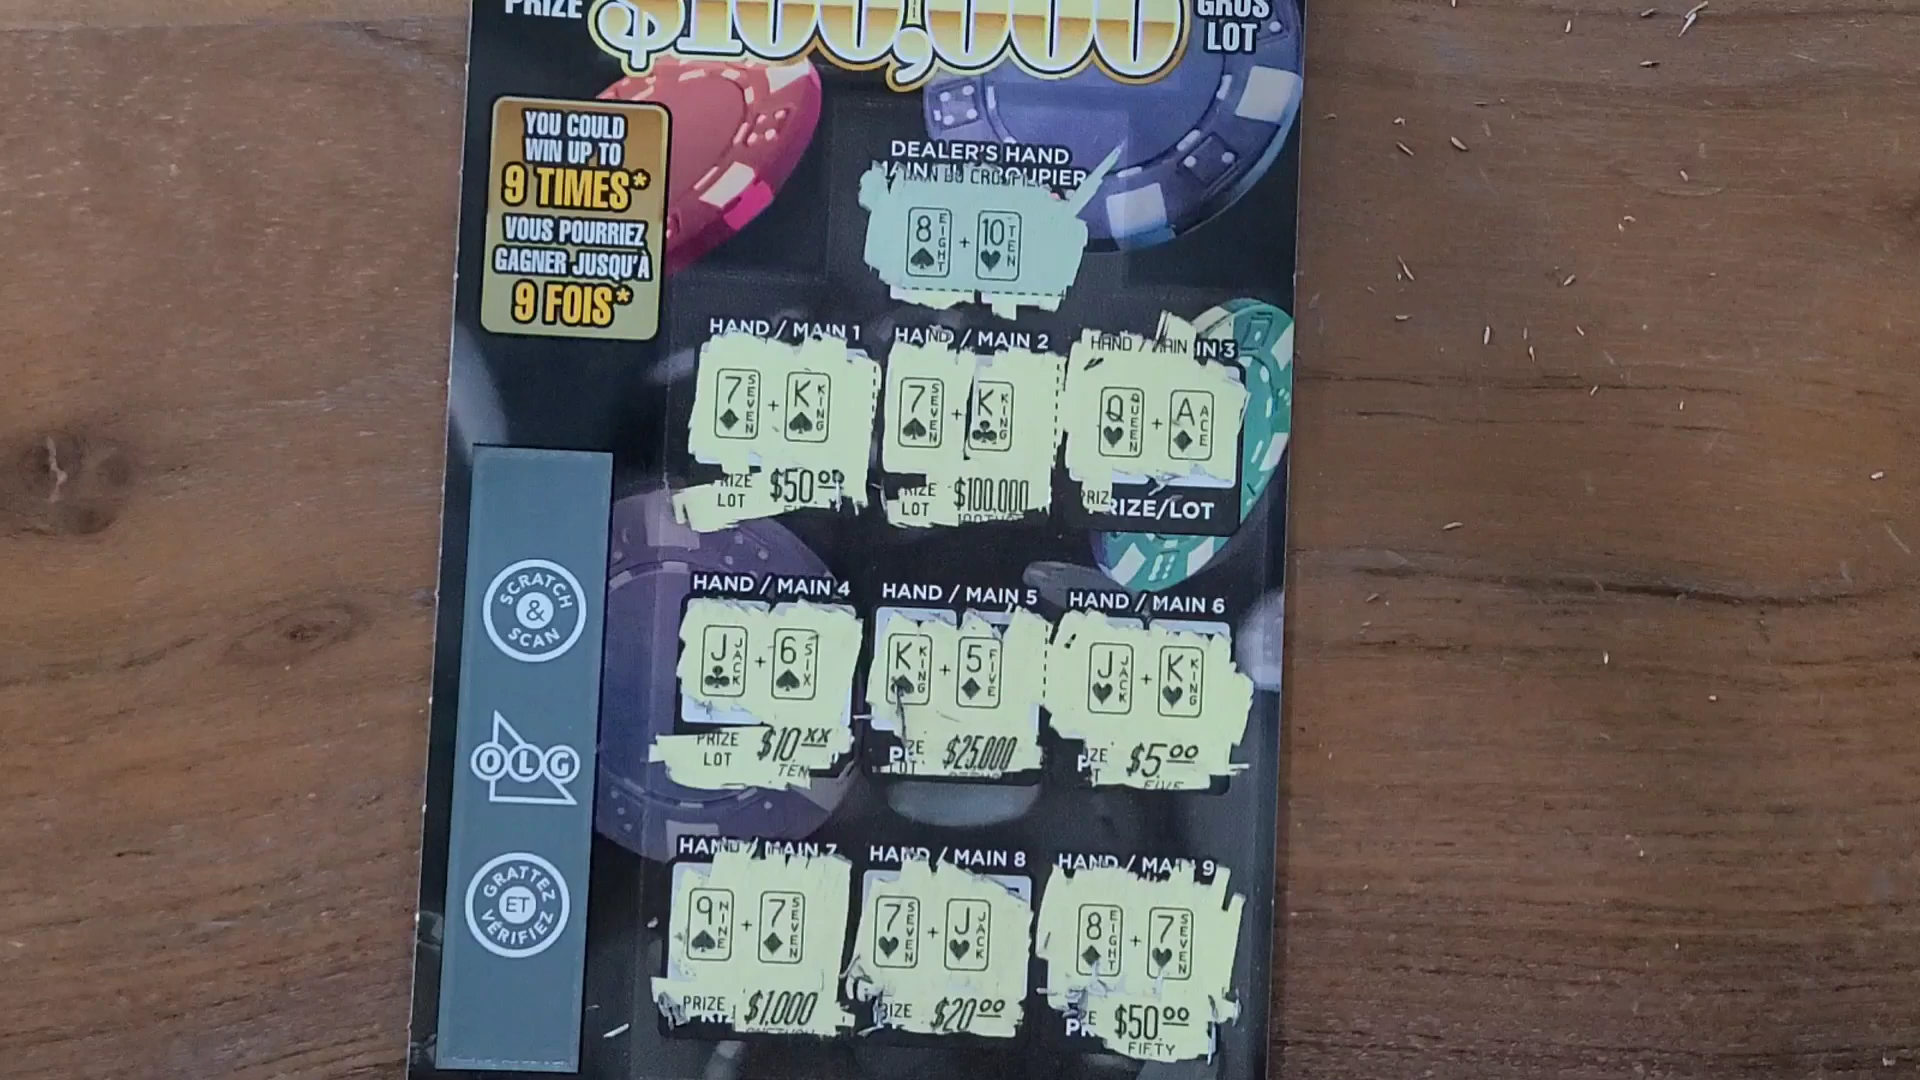 PRIZE $100,000 GROS
LOT
YOU COULD
WIN UP TO
9 TIMES*
VOUS POURRIEZ
GAGNER JUSQU'À
9 FOIS*
DEALER'S HAND
MAIN DU CROUPIER
8 EIGHT + 10 TEN
HAND / MAIN 1
7 SEVEN + K KING
PRIZE
LOT
$50.00
HAND / MAIN 2
7 SEVEN + K KING
PRIZE
LOT
$100,000
HAND / MAIN 3
Q QUEEN + A ACE
PRIZE/LOT
HAND / MAIN 4
J JACK + 6 SIX
PRIZE
LOT
$10.XX
TEN
HAND / MAIN 5
K KING + 5 FIVE
$25,000
HAND / MAIN 6
J JACK + K KING
$5.00
FIVE
HAND / MAIN 7
9 NINE + 7 SEVEN
PRIZE
$1,000
HAND / MAIN 8
7 SEVEN + J JACK
PRIZE
$20.00
HAND / MAIN 9
8 EIGHT + 7 SEVEN
$50.00
FIFTY
SCRATCH
&
SCAN
OLG
GRATTEZ
ET
VÉRIFIEZ